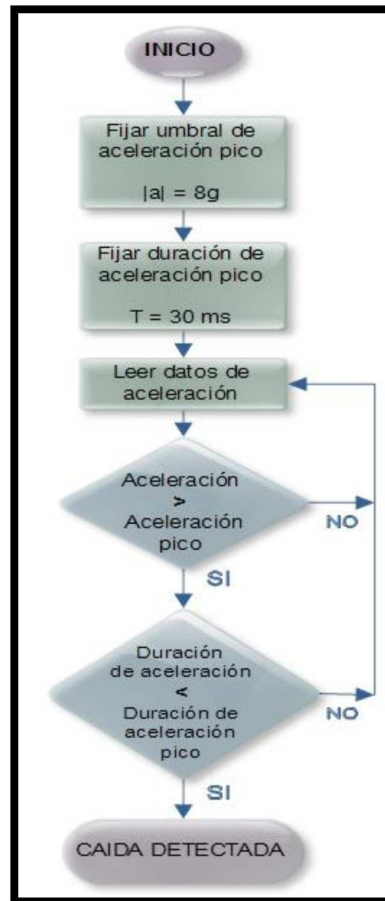 INICIO
Fijar umbral de
aceleración pico
|a| = 8g
Fijar duración de
aceleración pico
T = 30 ms
Leer datos de
aceleración
Aceleración
>
Aceleración
pico
NO
SI
Duración
de aceleración
<
Duración de
aceleración
pico
NO
SI
CAIDA DETECTADA